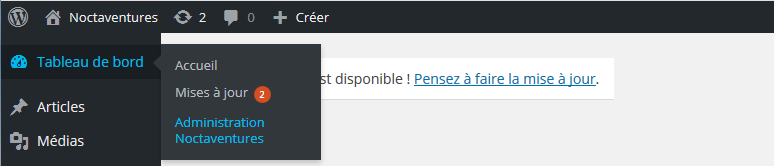 Noctaventures 2 0 Créer
Tableau de bord
Accueil
st disponible ! Pensez à faire la mise à jour.
Mises à jour 2
Articles
Administration
Noctaventures
Médias